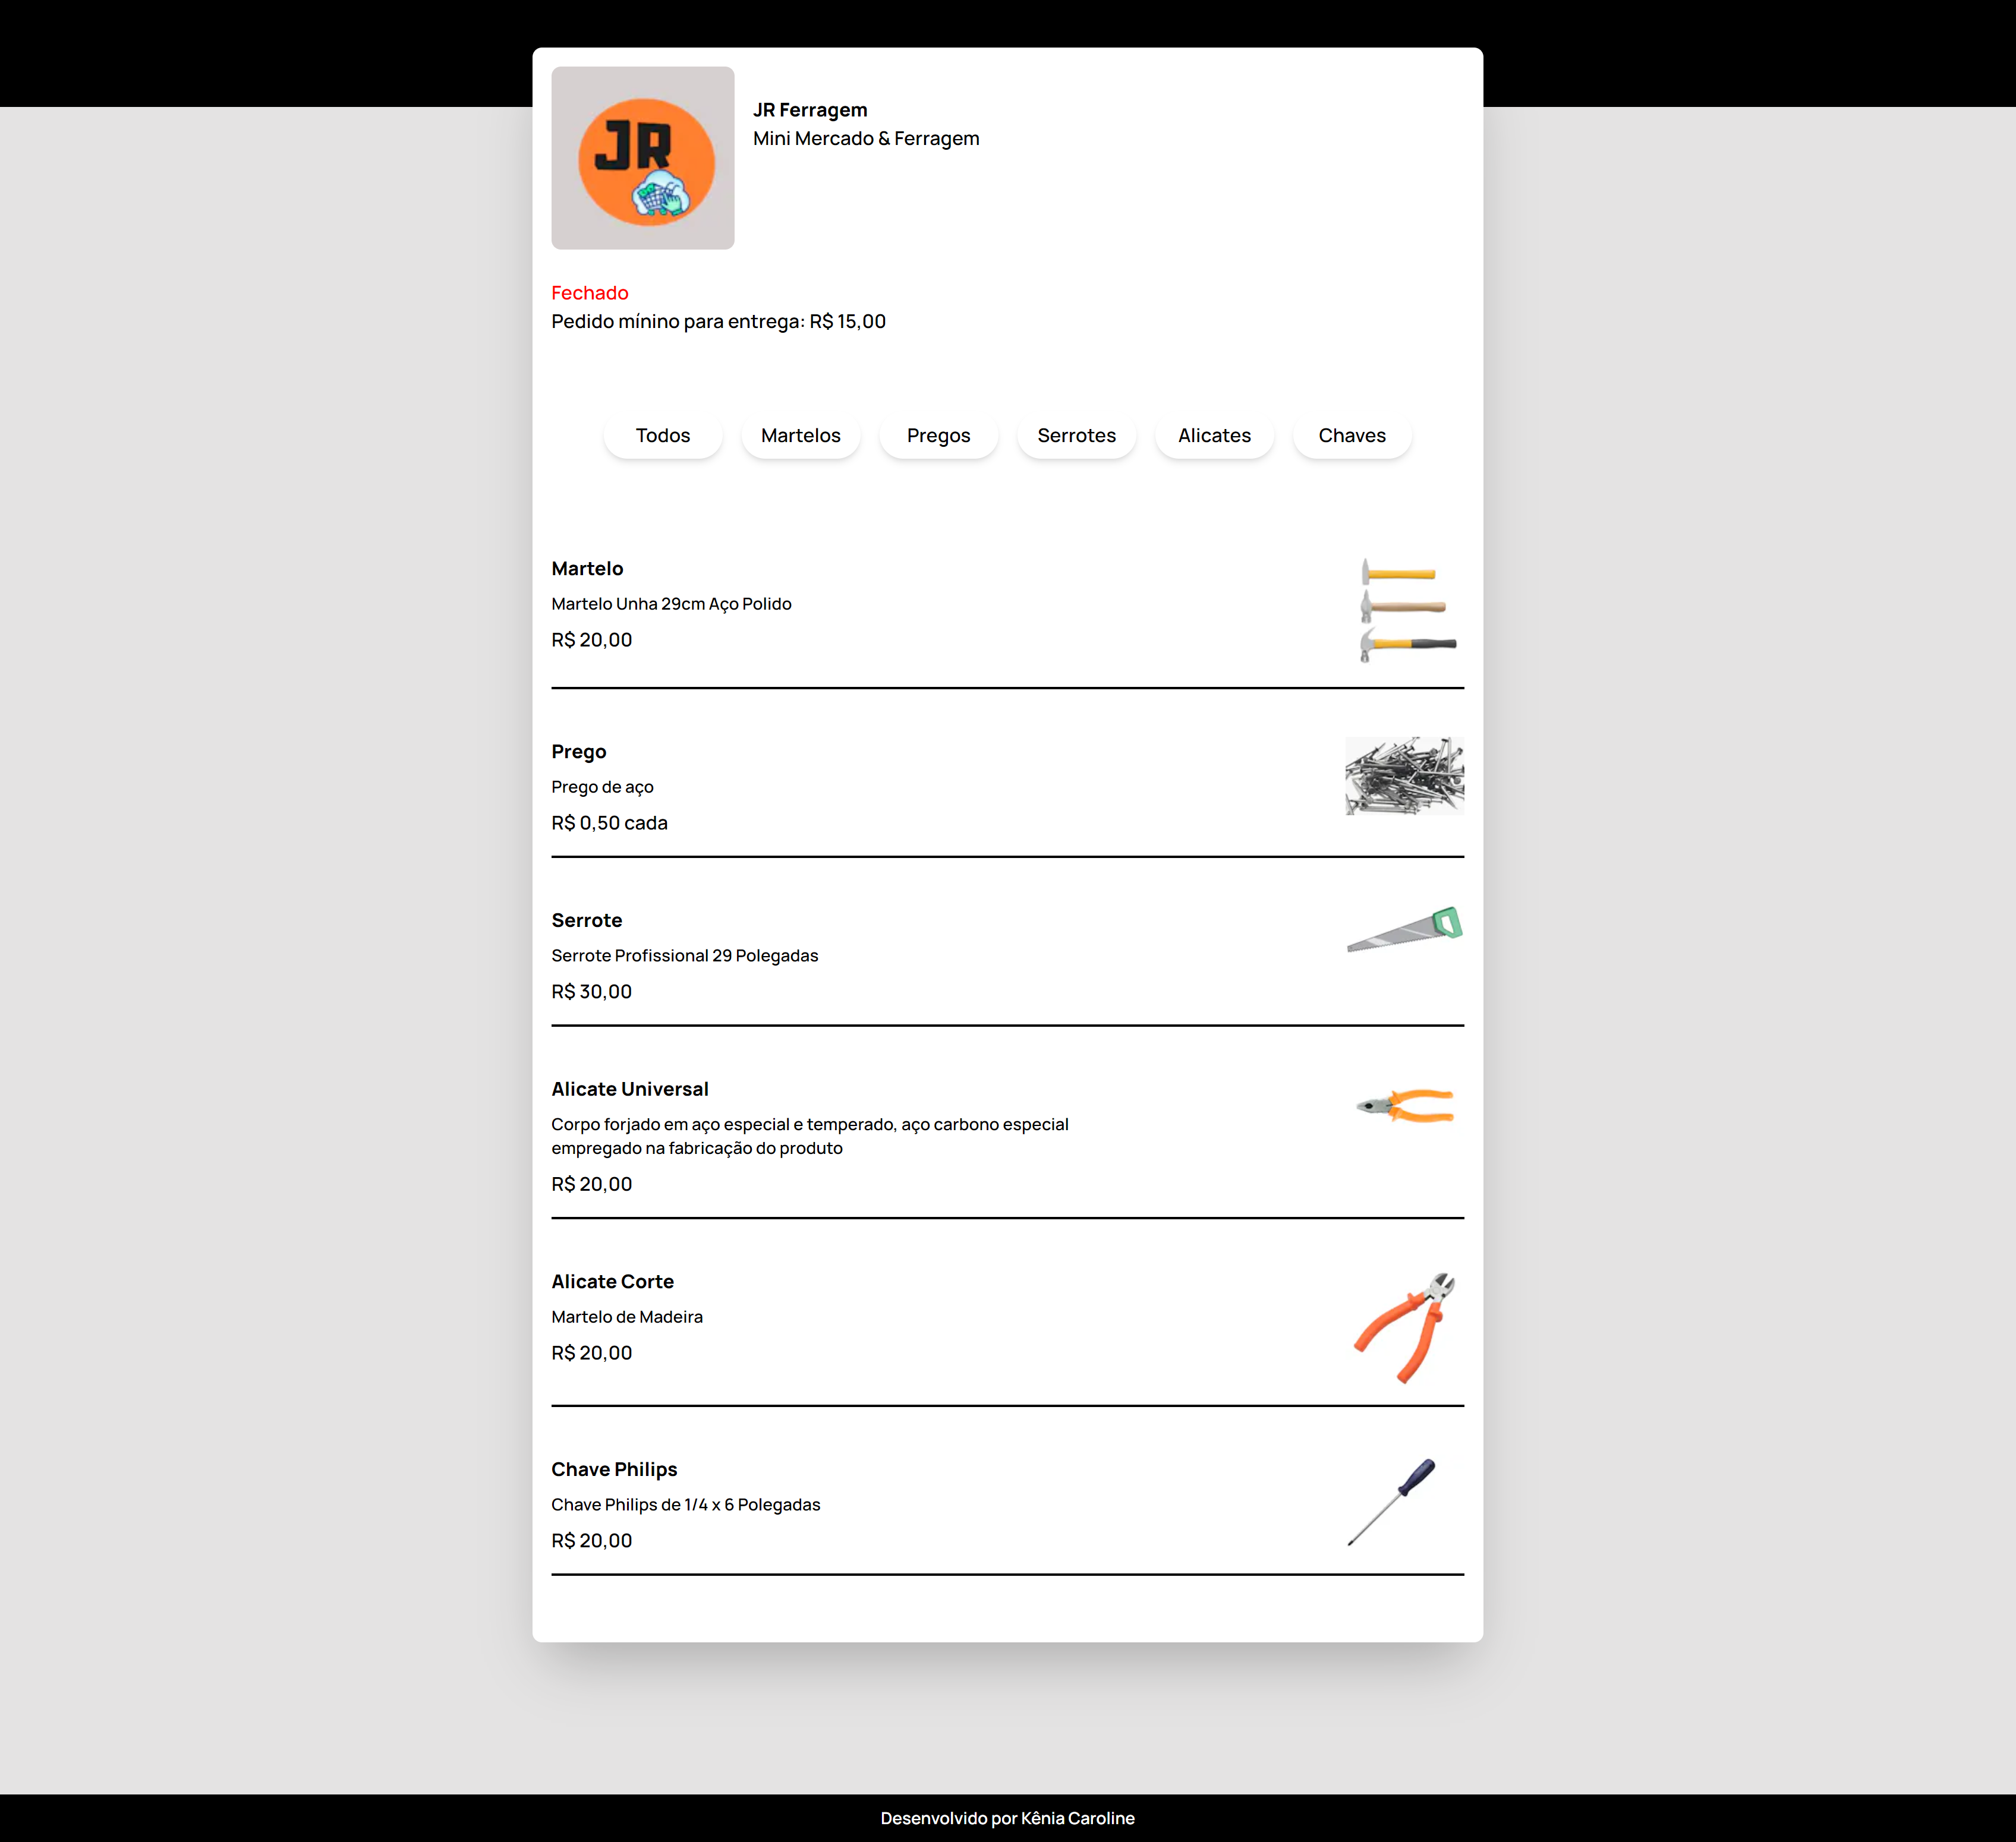 JR
JR Ferragem
Mini Mercado & Ferragem
Fechado
Pedido mínino para entrega: R$ 15,00
Todos
Martelos
Pregos
Serrotes
Alicates
Chaves
Martelo
Martelo Unha 29cm Aço Polido
R$ 20,00
Prego
Prego de aço
R$ 0,50 cada
Serrote
Serrote Profissional 29 Polegadas
R$ 30,00
Alicate Universal
Corpo forjado em aço especial e temperado, aço carbono especial
empregado na fabricação do produto
R$ 20,00
Alicate Corte
Martelo de Madeira
R$ 20,00
Chave Philips
Chave Philips de 1/4 x 6 Polegadas
R$ 20,00
Desenvolvido por Kênia Caroline